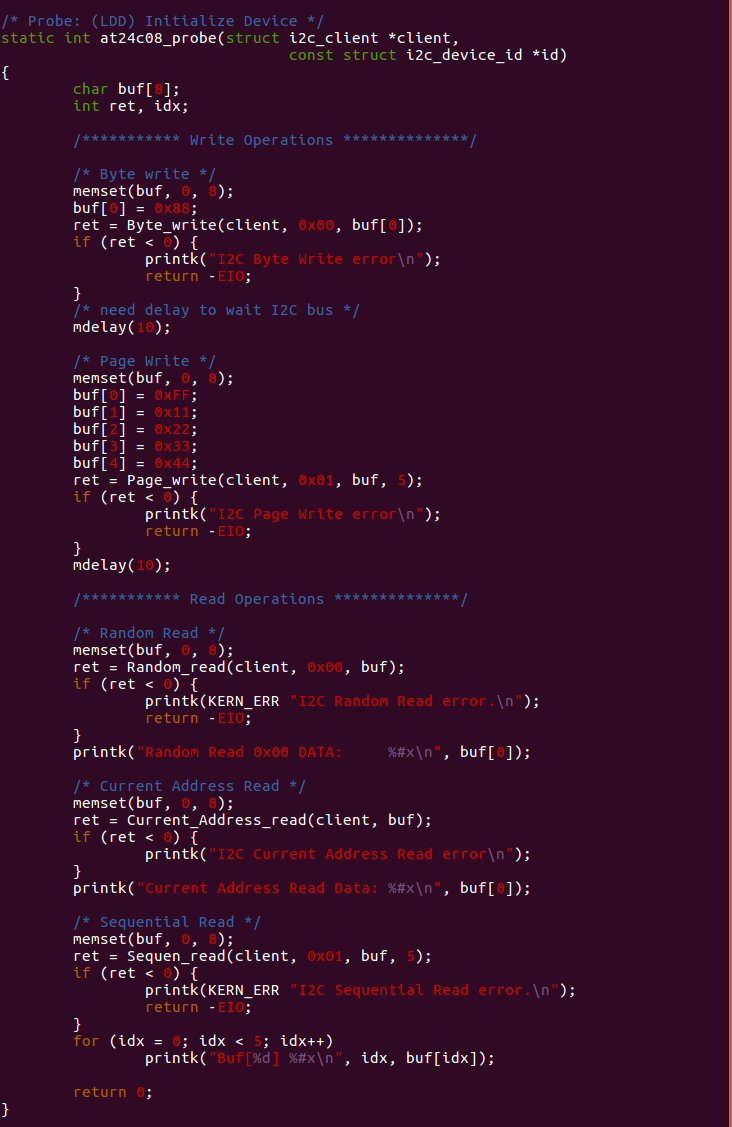 /* Probe: (LDD) Initialize Device */
static int at24c08_probe(struct i2c_client *client,
                                const struct i2c_device_id *id)
{
        char buf[8];
        int ret, idx;

        /*********** Write Operations **************/

        /* Byte write */
        memset(buf, 0, 8);
        buf[0] = 0x88;
        ret = Byte_write(client, 0x00, buf[0]);
        if (ret < 0) {
                printk("I2C Byte Write error\n");
                return -EIO;
        }
        /* need delay to wait I2C bus */
        mdelay(10);

        /* Page Write */
        memset(buf, 0, 8);
        buf[0] = 0xFF;
        buf[1] = 0x11;
        buf[2] = 0x22;
        buf[3] = 0x33;
        buf[4] = 0x44;
        ret = Page_write(client, 0x01, buf, 5);
        if (ret < 0) {
                printk("I2C Page Write error\n");
                return -EIO;
        }
        mdelay(10);

        /*********** Read Operations **************/

        /* Random Read */
        memset(buf, 0, 8);
        ret = Random_read(client, 0x00, buf);
        if (ret < 0) {
                printk(KERN_ERR "I2C Random Read error.\n");
                return -EIO;
        }
        printk("Random Read 0x00 DATA:     %#x\n", buf[0]);

        /* Current Address Read */
        memset(buf, 0, 8);
        ret = Current_Address_read(client, buf);
        if (ret < 0) {
                printk("I2C Current Address Read error\n");
        }
        printk("Current Address Read Data: %#x\n", buf[0]);

        /* Sequential Read */
        memset(buf, 0, 8);
        ret = Sequen_read(client, 0x01, buf, 5);
        if (ret < 0) {
                printk(KERN_ERR "I2C Sequential Read error.\n");
                return -EIO;
        }
        for (idx = 0; idx < 5; idx++)
                printk("Buf[%d] %#x\n", idx, buf[idx]);

        return 0;
}